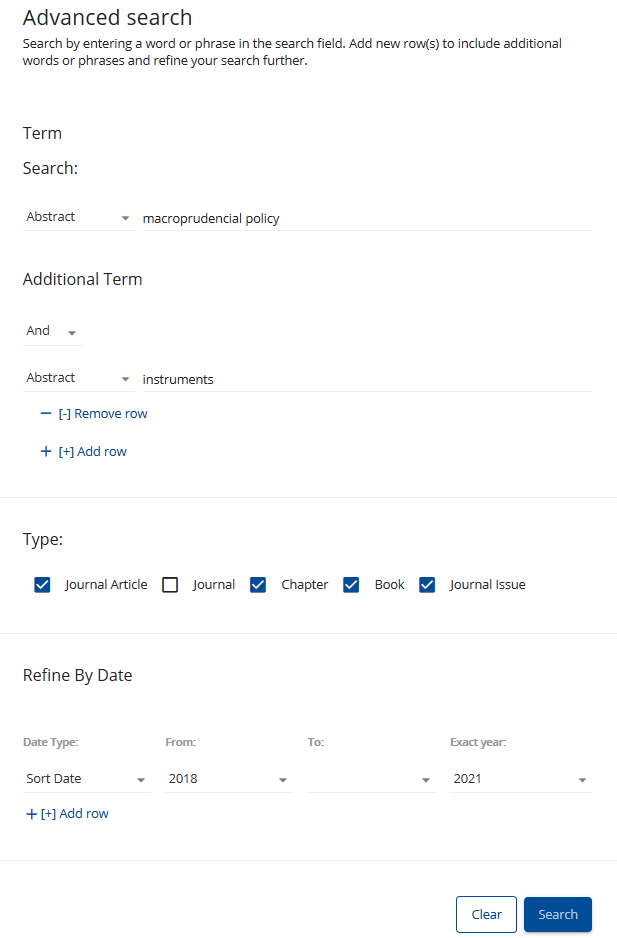 Advanced search
Search by entering a word or phrase in the search field. Add new row(s) to include additional
words or phrases and refine your search further.
Term
Search:
Abstract macroprudencial policy
Additional Term
And
Abstract instruments
[-] Remove row
+ [+] Add row
Type:
Journal Article Journal Chapter Book Journal Issue
Refine By Date
Date Type: From: To: Exact year:
Sort Date 2018 2021
+ [+] Add row
Clear Search